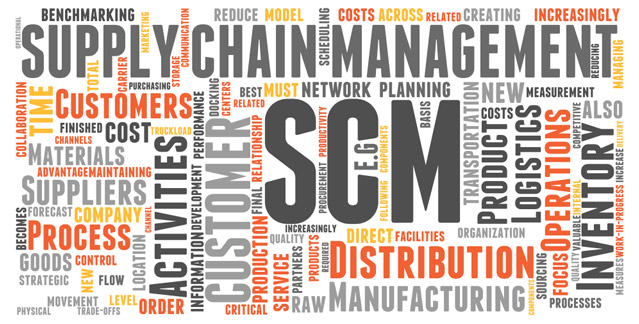 OPERATIONAL
BENCHMARKING
MARKETING
COMMUNICATION
REDUCE MODEL
SCHEDULING
COSTS ACROSS RELATED CREATING INCREASINGLY
SUPPLY CHAIN MANAGEMENT
REDUCING
MANAGING
COLLABORATION
TIME
TOTAL
CARRIER
PURCHASING
STORAGE
DOCKING
CENTERS
BEST MUST NETWORK PLANNING
RELATED
NEW MEASUREMENT
CUSTOMERS
FINISHED COST
CHANNELS
TRUCKLOAD
PERFORMANCE
MATERIALS
ADVANTAGE MAINTAINING
SUPPLIERS
FORECAST COMPANY
CHANNEL
BECOMES
PROCESS
GOODS CONTROL
STRATEGIC NEW FLOW
LOCATION
MOVEMENT LEVEL ORDER
PHYSICAL TRADE-OFFS
ACTIVITIES
INFORMATION
DEVELOPMENT
CUSTOMER
FINAL
RELATIONSHIP
PRODUCTION
CRITICAL
SCM
E.G
BASIS
PROCUREMENT
PRODUCTIVITY
FOLLOWING
COMPONENTS
INCREASINGLY
QUALITY
SERVICE
PARTNERS
PRODUCTS
REQUIRED
DIRECT FACILITIES
ORGANIZATION
DISTRIBUTION
RAW MANUFACTURING
COMPONENTS
TRANSPORTATION
PRODUCT
COSTS
LOGISTICS
OPERATIONS
FOCUS
SOURCING
PROCESSES
QUALITY
VALUABLE
INTERNAL
COMPETITIVE
ALSO
INVENTORY
MEASURES
WORK-IN-PROGRESS
INCREASE
DELIVERY